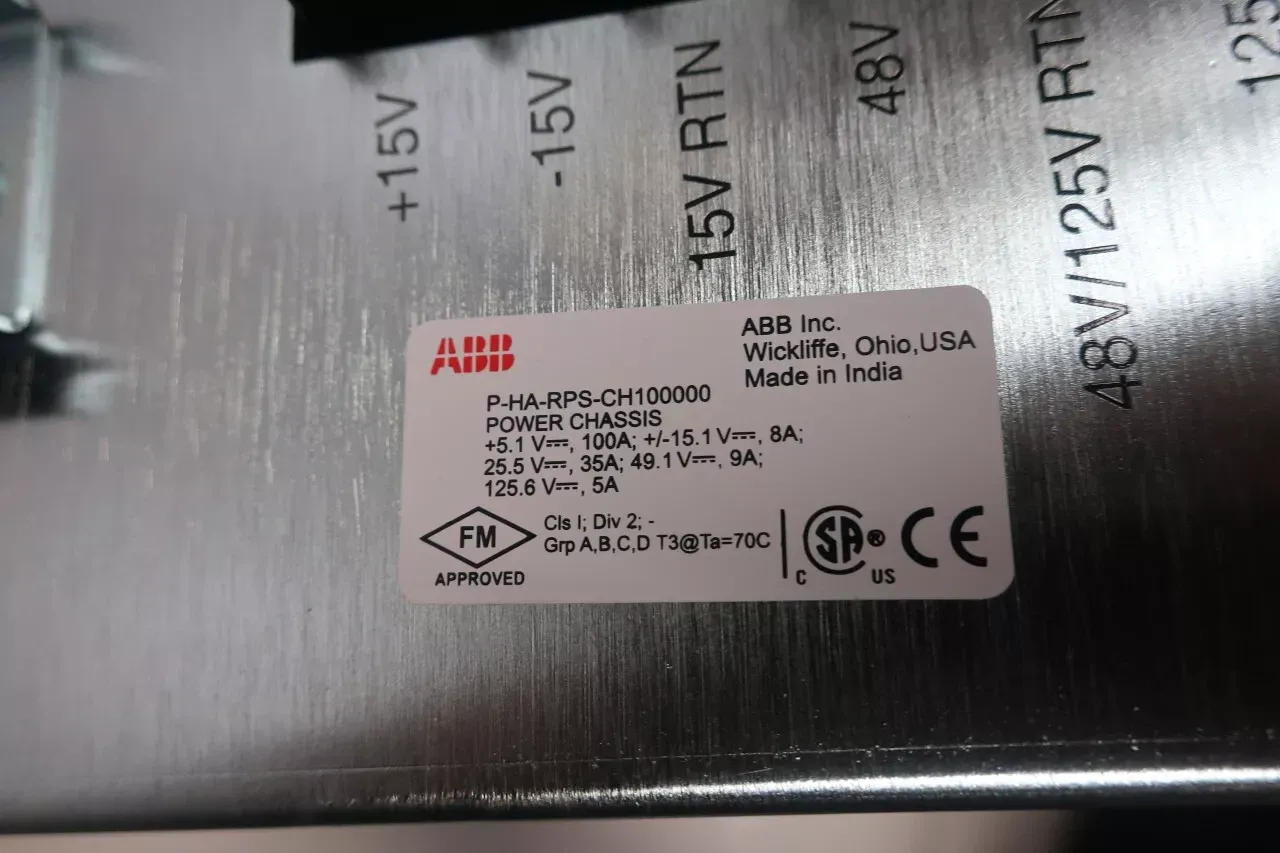 +15V
-15V
15V RTN
48V
48V/125V RTN
125
ABB
ABB Inc.
Wickliffe, Ohio,USA
Made in India
P-HA-RPS-CH100000
POWER CHASSIS
+5.1 V⎓, 100A; +/-15.1 V⎓, 8A;
25.5 V⎓, 35A; 49.1 V⎓, 9A;
125.6 V⎓, 5A
FM
APPROVED
Cls I; Div 2; -
Grp A,B,C,D T3@Ta=70C
C SA® US
CE